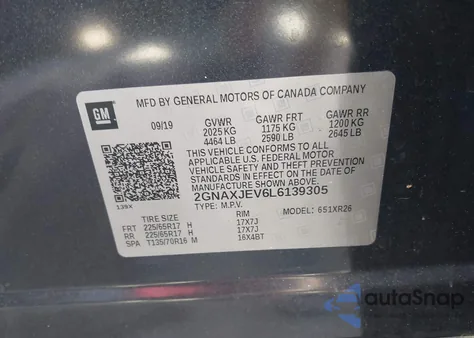 GM
MFD BY GENERAL MOTORS OF CANADA COMPANY
09/19 GVWR GAWR FRT GAWR RR
2025 KG 1175 KG 1200 KG
4464 LB 2590 LB 2645 LB
THIS VEHICLE CONFORMS TO ALL
APPLICABLE U.S. FEDERAL MOTOR
VEHICLE SAFETY AND THEFT PREVENTION
STANDARDS IN EFFECT ON THE DATE OF
MANUFACTURE SHOWN ABOVE.
2GNAXJEV6L6139305
139X TYPE: M.P.V. MODEL: 651XR26
TIRE SIZE RIM
FRT 225/65R17 H 17X7J
RR 225/65R17 H 17X7J
SPA T135/70R16 M 16X4BT
autoSnap